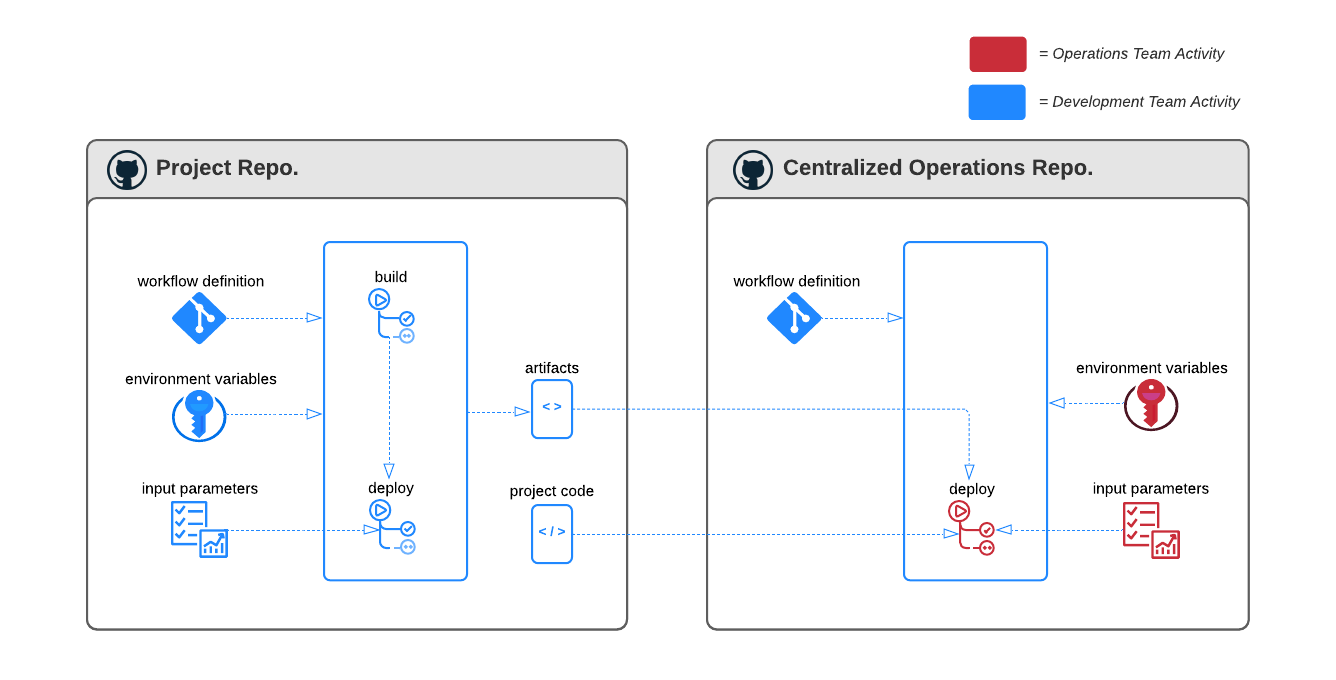 = Operations Team Activity
= Development Team Activity
Project Repo.
workflow definition
environment variables
input parameters
build
deploy
artifacts
< >
project code
< / >
Centralized Operations Repo.
workflow definition
deploy
environment variables
input parameters